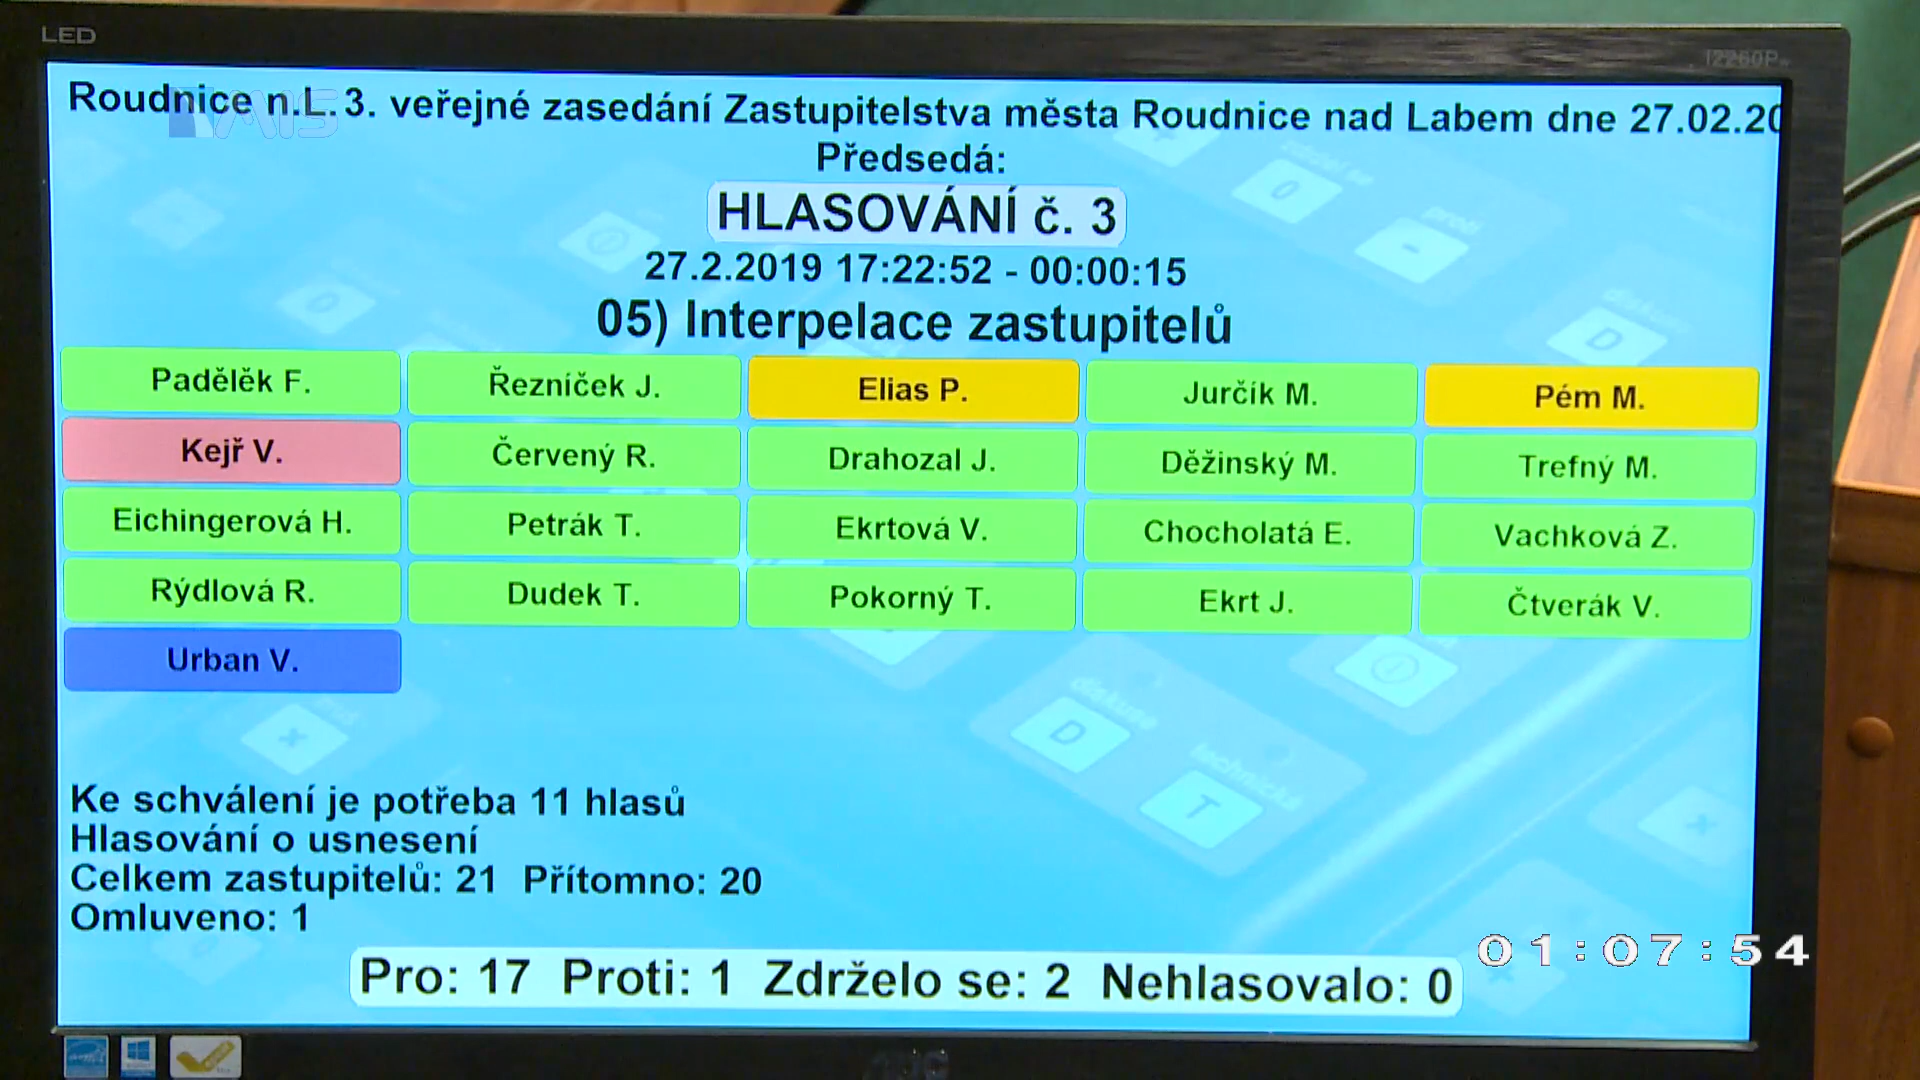 LED
I2260P
Roudnice n.L. 3. veřejné zasedání Zastupitelstva města Roudnice nad Labem dne 27.02.20
MIS
Předsedá:
HLASOVÁNÍ č. 3
27.2.2019 17:22:52 - 00:00:15
05) Interpelace zastupitelů
Padělěk F. Řezníček J. Elias P. Jurčík M. Pém M.
Kejř V. Červený R. Drahozal J. Děžinský M. Trefný M.
Eichingerová H. Petrák T. Ekrtová V. Chocholatá E. Vachková Z.
Rýdlová R. Dudek T. Pokorný T. Ekrt J. Čtverák V.
Urban V.
Ke schválení je potřeba 11 hlasů
Hlasování o usnesení
Celkem zastupitelů: 21 Přítomno: 20
Omluveno: 1
01:07:54
Pro: 17 Proti: 1 Zdrželo se: 2 Nehlasovalo: 0
AOC